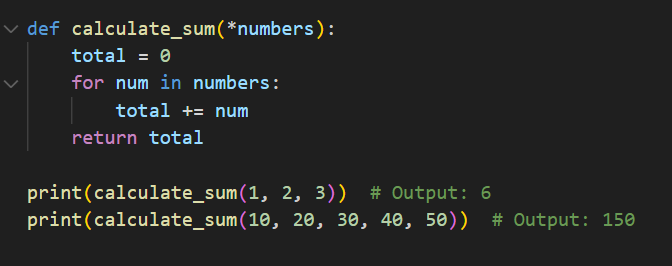 def calculate_sum(*numbers):
    total = 0
    for num in numbers:
        total += num
    return total

print(calculate_sum(1, 2, 3))  # Output: 6
print(calculate_sum(10, 20, 30, 40, 50))  # Output: 150